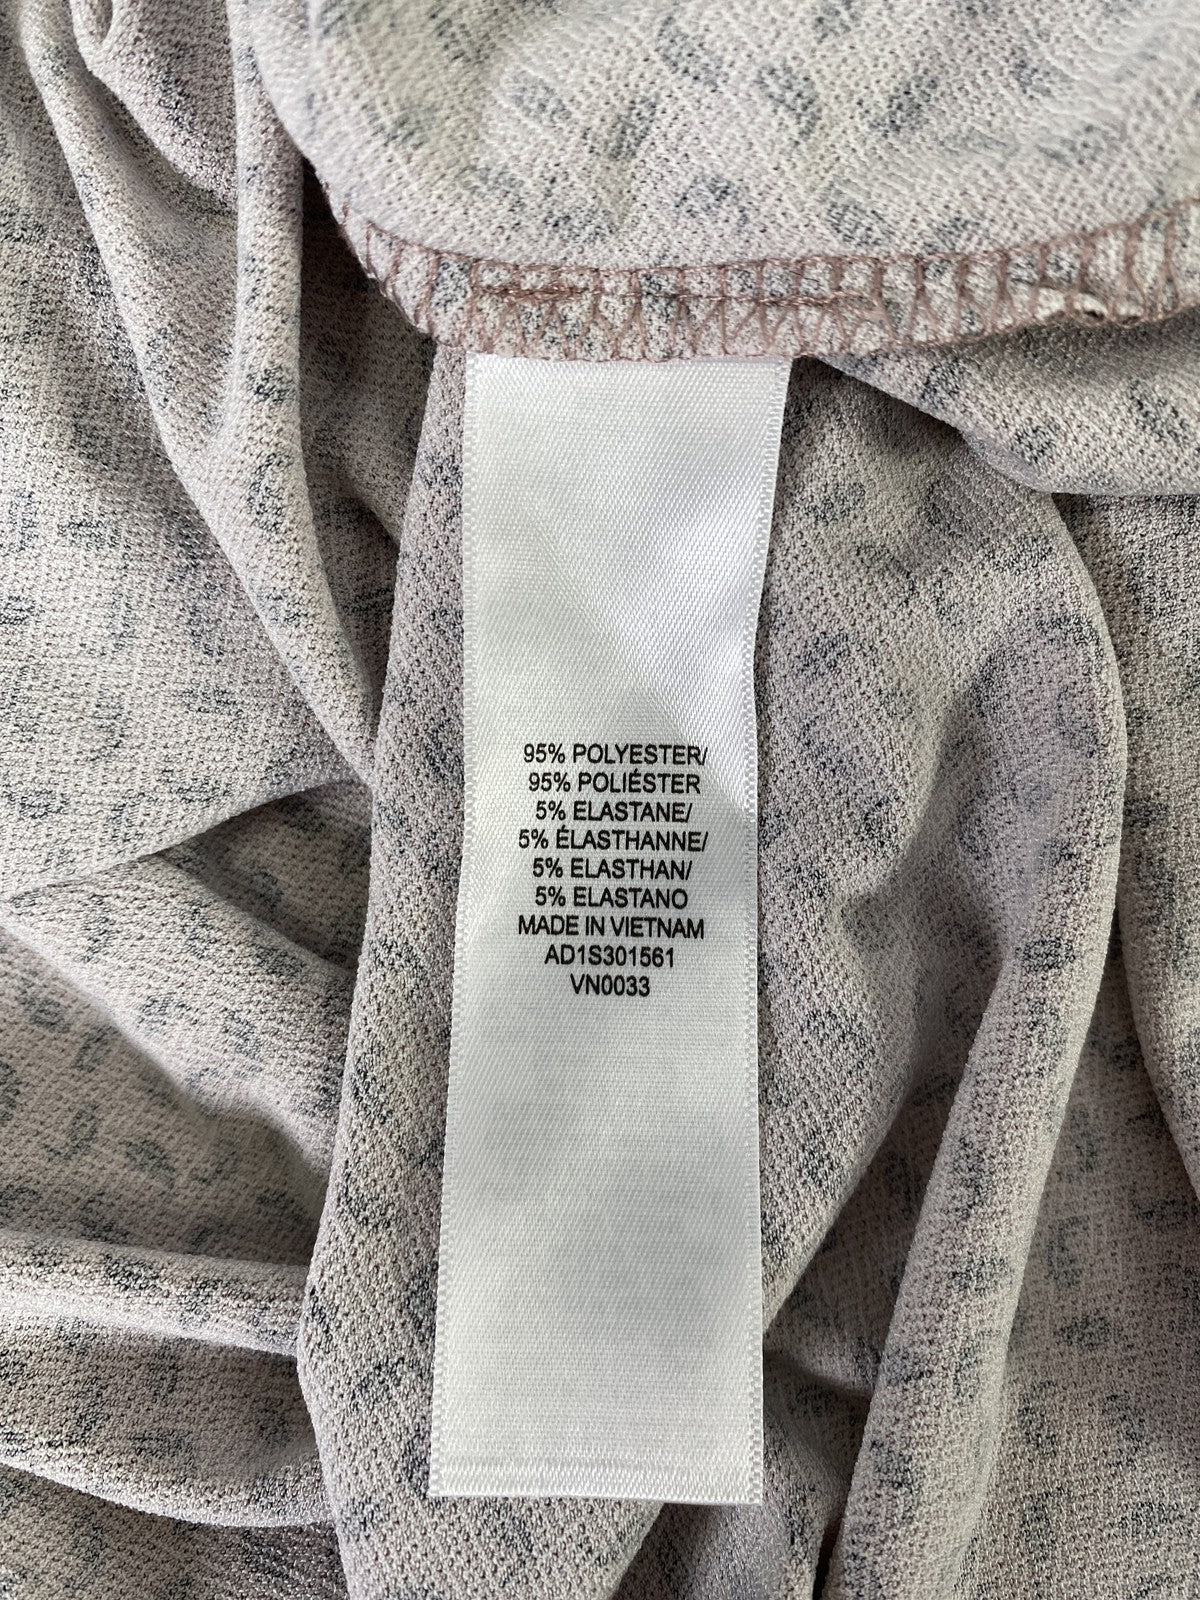 95% POLYESTER/
95% POLIÉSTER
5% ELASTANE/
5% ÉLASTHANNE/
5% ELASTHAN/
5% ELASTANO
MADE IN VIETNAM
AD1S301561
VN0033